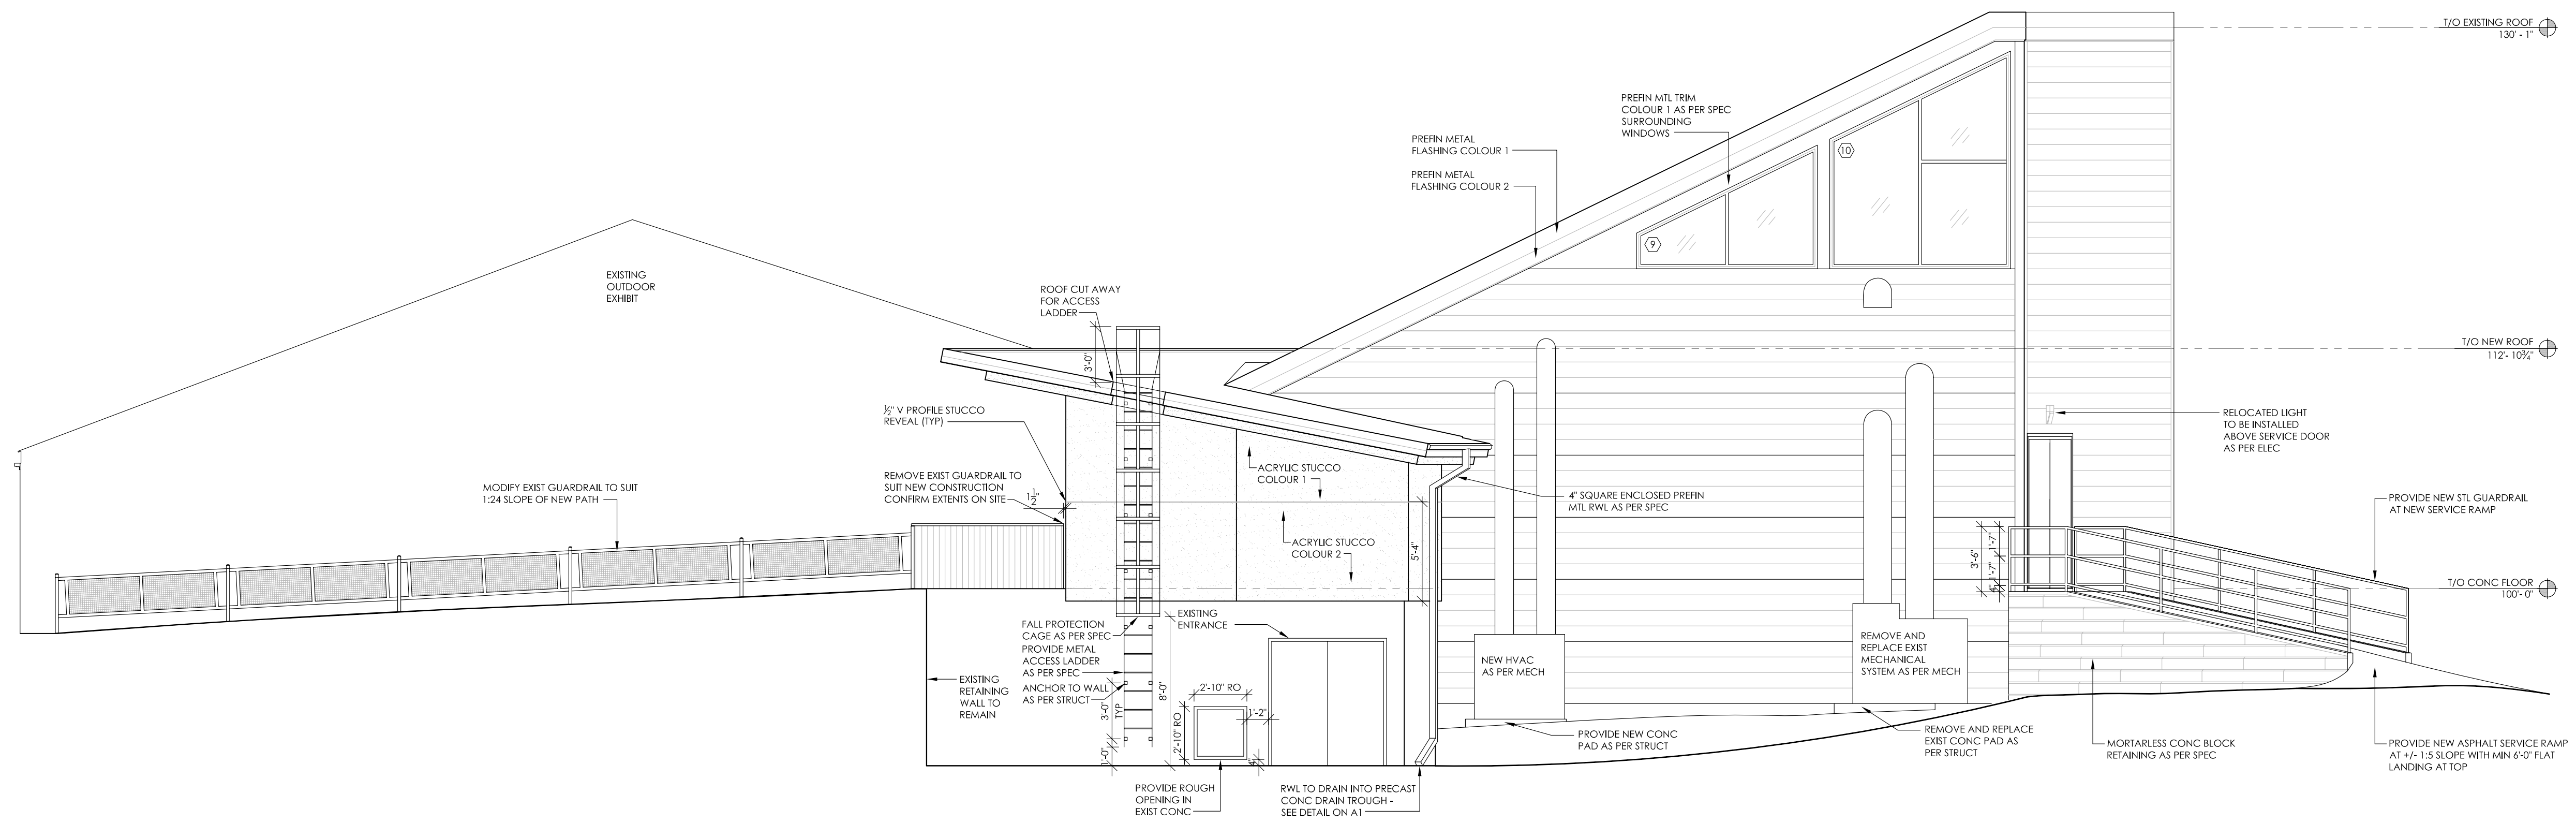 T/O EXISTING ROOF
130' - 1"
PREFIN MTL TRIM
COLOUR 1 AS PER SPEC
SURROUNDING
WINDOWS
PREFIN METAL
FLASHING COLOUR 1
PREFIN METAL
FLASHING COLOUR 2
10
9
EXISTING
OUTDOOR
EXHIBIT
ROOF CUT AWAY
FOR ACCESS
LADDER
3'-0"
T/O NEW ROOF
112'- 10¾"
½" V PROFILE STUCCO
REVEAL (TYP)
RELOCATED LIGHT
TO BE INSTALLED
ABOVE SERVICE DOOR
AS PER ELEC
REMOVE EXIST GUARDRAIL TO
SUIT NEW CONSTRUCTION
CONFIRM EXTENTS ON SITE
1½"
MODIFY EXIST GUARDRAIL TO SUIT
1:24 SLOPE OF NEW PATH
ACRYLIC STUCCO
COLOUR 1
4" SQUARE ENCLOSED PREFIN
MTL RWL AS PER SPEC
PROVIDE NEW STL GUARDRAIL
AT NEW SERVICE RAMP
ACRYLIC STUCCO
COLOUR 2
5'-4"
3'-6"
1'-7"
1'-7"
4"
T/O CONC FLOOR
100'- 0"
EXISTING
ENTRANCE
FALL PROTECTION
CAGE AS PER SPEC
PROVIDE METAL
ACCESS LADDER
AS PER SPEC
ANCHOR TO WALL
AS PER STRUCT
8'-0"
3'-0"
TYP
1'-0"
EXISTING
RETAINING
WALL TO
REMAIN
2'-10" RO
2'-10" RO
1'-2"
4"
NEW HVAC
AS PER MECH
REMOVE AND
REPLACE EXIST
MECHANICAL
SYSTEM AS PER MECH
PROVIDE NEW CONC
PAD AS PER STRUCT
REMOVE AND REPLACE
EXIST CONC PAD AS
PER STRUCT
MORTARLESS CONC BLOCK
RETAINING AS PER SPEC
PROVIDE NEW ASPHALT SERVICE RAMP
AT +/- 1:5 SLOPE WITH MIN 6'-0" FLAT
LANDING AT TOP
PROVIDE ROUGH
OPENING IN
EXIST CONC
RWL TO DRAIN INTO PRECAST
CONC DRAIN TROUGH -
SEE DETAIL ON A1